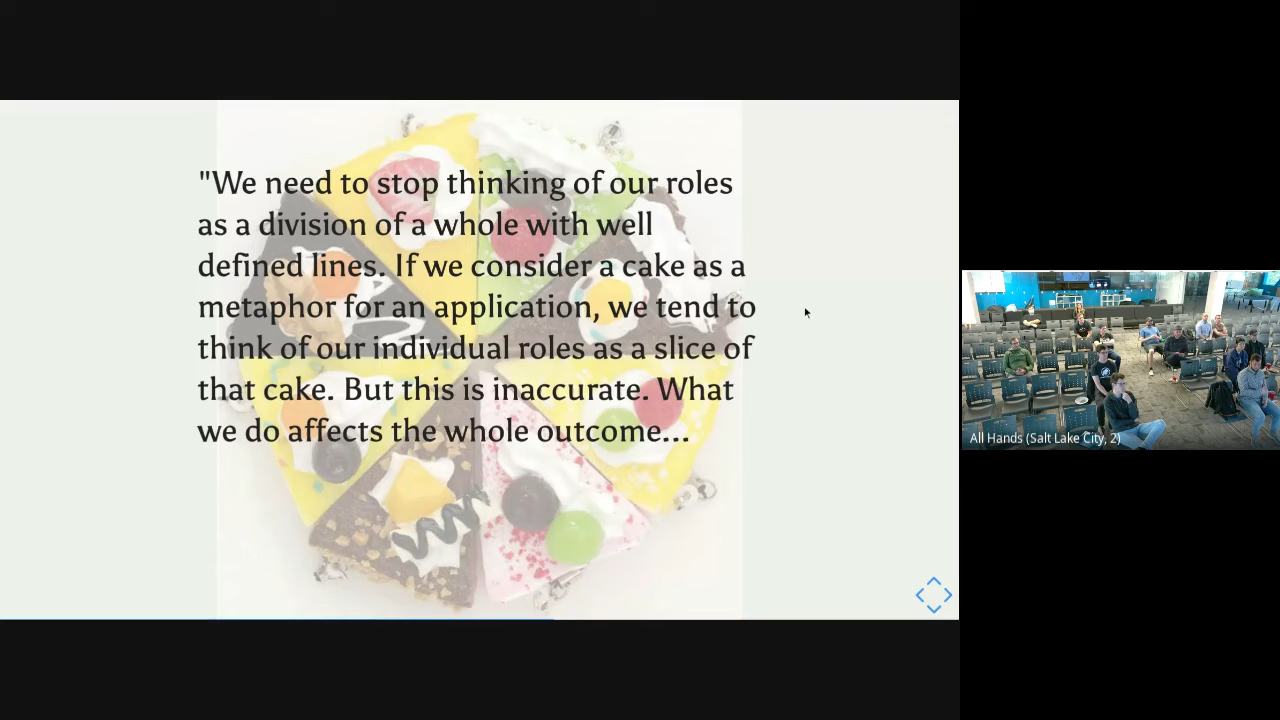 "We need to stop thinking of our roles
as a division of a whole with well
defined lines. If we consider a cake as a
metaphor for an application, we tend to
think of our individual roles as a slice of
that cake. But this is inaccurate. What
we do affects the whole outcome...
All Hands (Salt Lake City, 2)